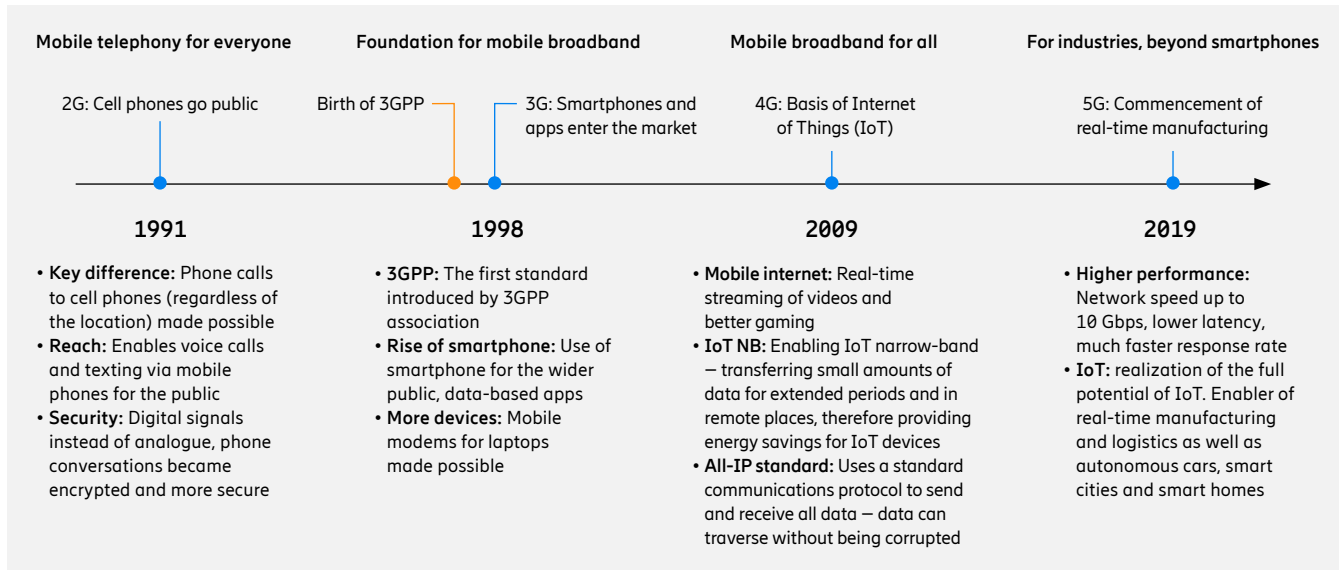 Mobile telephony for everyone
Foundation for mobile broadband
Mobile broadband for all
For industries, beyond smartphones
2G: Cell phones go public
Birth of 3GPP
3G: Smartphones and
apps enter the market
4G: Basis of Internet
of Things (IoT)
5G: Commencement of
real-time manufacturing
1991
• Key difference: Phone calls
to cell phones (regardless of
the location) made possible
• Reach: Enables voice calls
and texting via mobile
phones for the public
• Security: Digital signals
instead of analogue, phone
conversations became
encrypted and more secure
1998
• 3GPP: The first standard
introduced by 3GPP
association
• Rise of smartphone: Use of
smartphone for the wider
public, data-based apps
• More devices: Mobile
modems for laptops
made possible
2009
• Mobile internet: Real-time
streaming of videos and
better gaming
• IoT NB: Enabling IoT narrow-band
– transferring small amounts of
data for extended periods and in
remote places, therefore providing
energy savings for IoT devices
• All-IP standard: Uses a standard
communications protocol to send
and receive all data – data can
traverse without being corrupted
2019
• Higher performance:
Network speed up to
10 Gbps, lower latency,
much faster response rate
• IoT: realization of the full
potential of IoT. Enabler of
real-time manufacturing
and logistics as well as
autonomous cars, smart
cities and smart homes